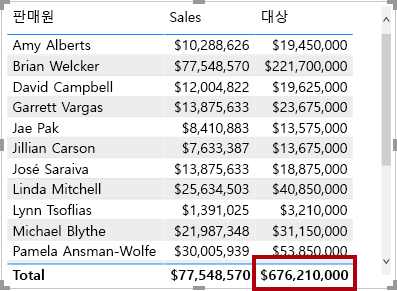 판매원 Sales 대상
Amy Alberts $10,288,626 $19,450,000
Brian Welcker $77,548,570 $221,700,000
David Campbell $12,004,822 $19,625,000
Garrett Vargas $13,875,633 $23,675,000
Jae Pak $8,410,883 $13,575,000
Jillian Carson $7,633,387 $13,675,000
José Saraiva $13,875,633 $18,875,000
Linda Mitchell $25,634,503 $40,850,000
Lynn Tsoflias $1,391,025 $3,210,000
Michael Blythe $21,987,348 $31,150,000
Pamela Ansman-Wolfe $30,005,939 $53,850,000
Total $77,548,570 $676,210,000